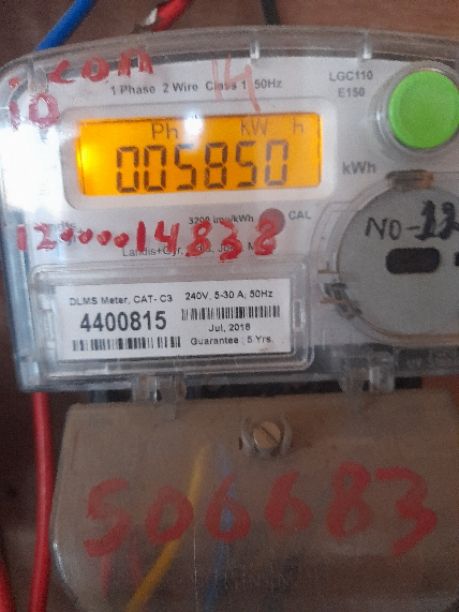 com
10
14
1 Phase 2 Wire Class 1 50Hz
LGC110
E150
Ph KW h
005850
kWh
3200 imp/kWh
CAL
NO-12
120000014838
Landis+Gyr,
DLMS Meter, CAT- C3 240V, 5-30 A, 50Hz
4400815
Jul, 2018
Guarantee : 5 Yrs.
506683